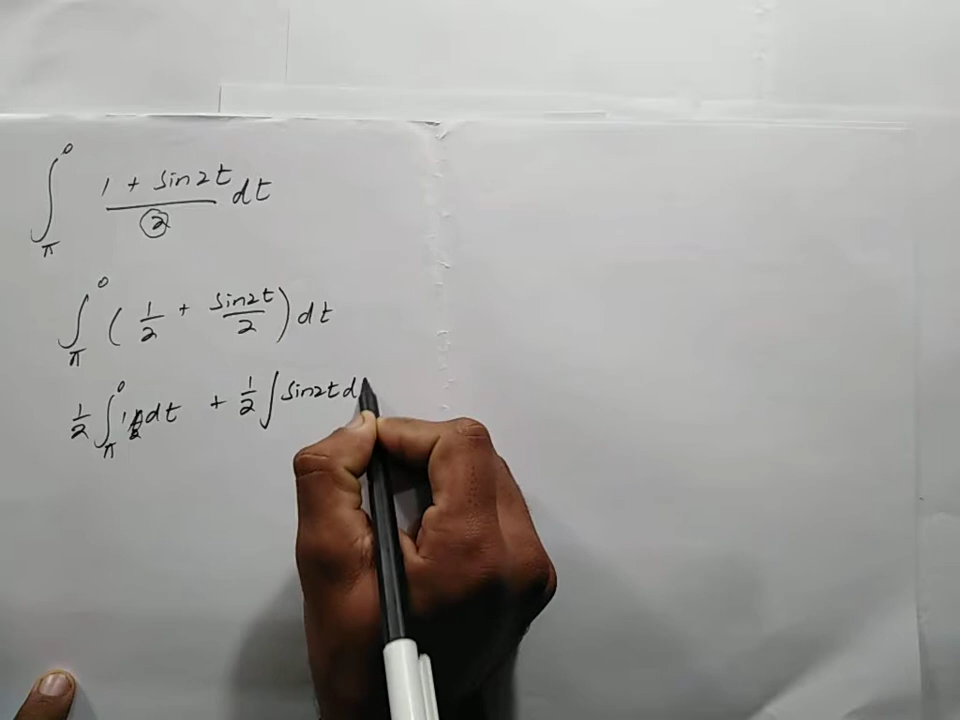 ∫_π^0 (1 + sin2t)/2 dt
∫_π^0 (1/2 + sin2t/2) dt
1/2 ∫_π^0 1 dt + 1/2 ∫ sin2t d